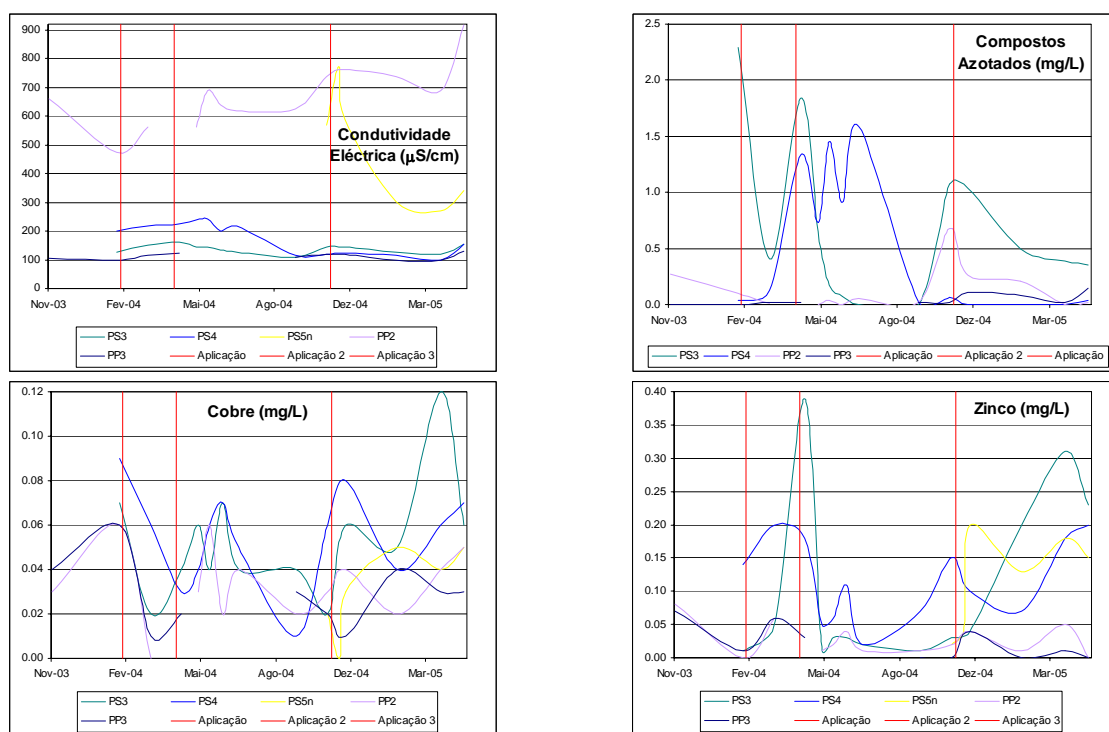 900
800
700
600
500
400
300
200
100
0
Condutividade
Eléctrica (µS/cm)
Nov-03 Fev-04 Mai-04 Ago-04 Dez-04 Mar-05
PS3 PS4 PS5n PP2
PP3 Aplicação Aplicação 2 Aplicação 3
2.5
2.0
1.5
1.0
0.5
0.0
Compostos
Azotados (mg/L)
Nov-03 Fev-04 Mai-04 Ago-04 Dez-04 Mar-05
PS3 PS4 PP2 PP3 Aplicação Aplicação 2 Aplicação
0.12
0.10
0.08
0.06
0.04
0.02
0.00
Cobre (mg/L)
Nov-03 Fev-04 Mai-04 Ago-04 Dez-04 Mar-05
PS3 PS4 PS5n PP2
PP3 Aplicação Aplicação 2 Aplicação 3
0.40
0.35
0.30
0.25
0.20
0.15
0.10
0.05
0.00
Zinco (mg/L)
Nov-03 Fev-04 Mai-04 Ago-04 Dez-04 Mar-05
PS3 PS4 PS5n PP2
PP3 Aplicação Aplicação 2 Aplicação 3